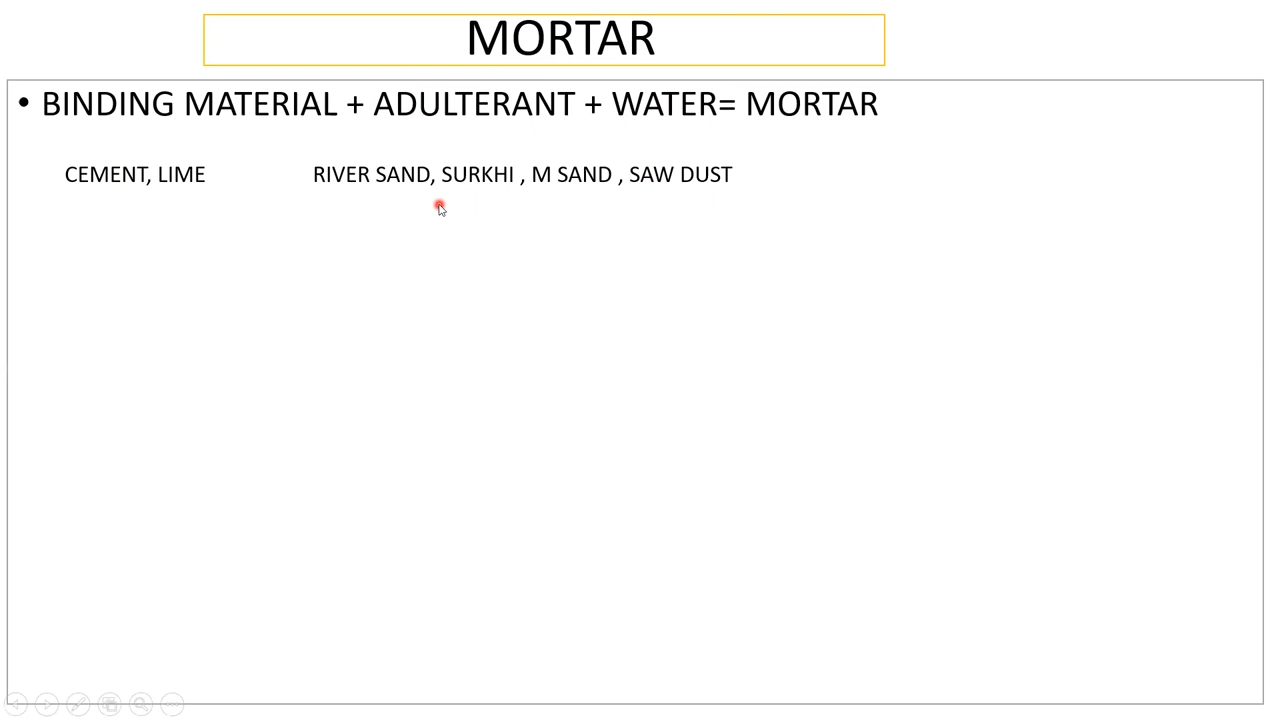 MORTAR
• BINDING MATERIAL + ADULTERANT + WATER= MORTAR
CEMENT, LIME RIVER SAND, SURKHI , M SAND , SAW DUST